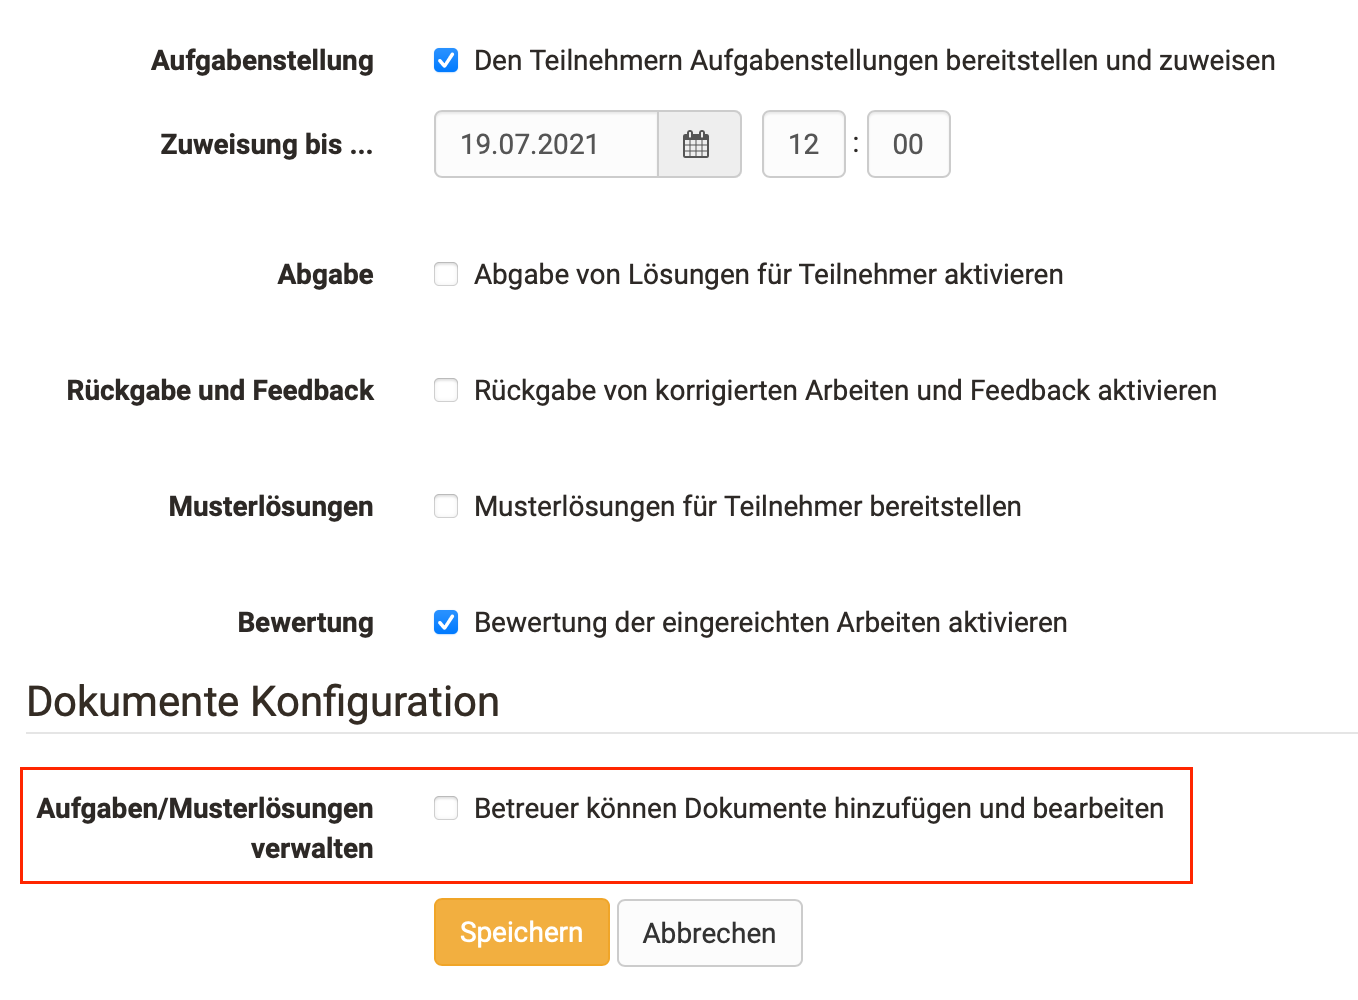 Aufgabenstellung Den Teilnehmern Aufgabenstellungen bereitstellen und zuweisen
Zuweisung bis ... 19.07.2021 12 : 00
Abgabe Abgabe von Lösungen für Teilnehmer aktivieren
Rückgabe und Feedback Rückgabe von korrigierten Arbeiten und Feedback aktivieren
Musterlösungen Musterlösungen für Teilnehmer bereitstellen
Bewertung Bewertung der eingereichten Arbeiten aktivieren
Dokumente Konfiguration
Aufgaben/Musterlösungen Betreuer können Dokumente hinzufügen und bearbeiten
verwalten
Speichern Abbrechen